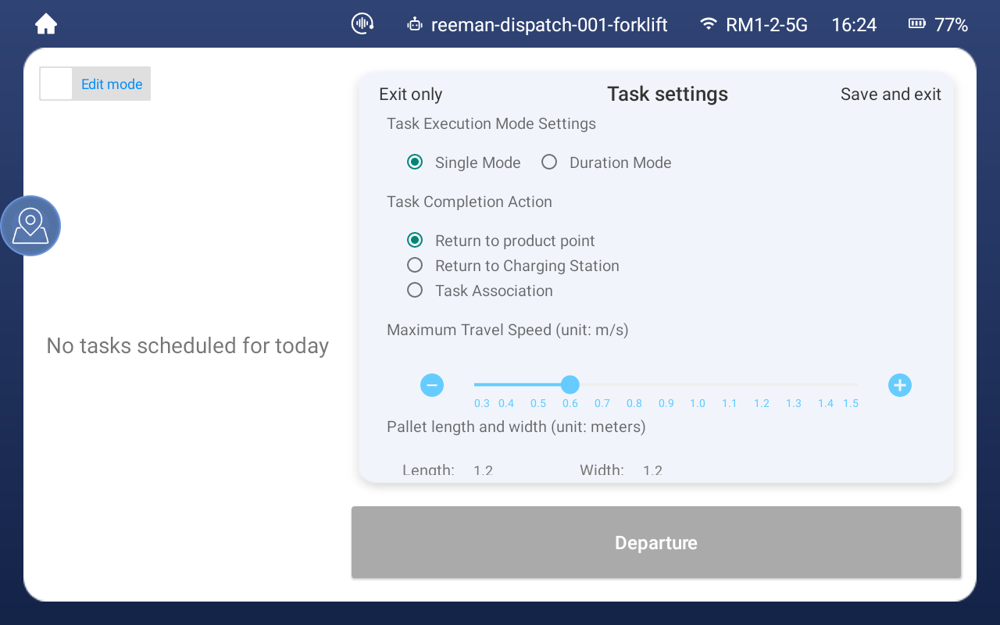 reeman-dispatch-001-forklift RM1-2-5G 16:24 77%
Edit mode
Exit only Task settings Save and exit
Task Execution Mode Settings
Single Mode Duration Mode
Task Completion Action
Return to product point
Return to Charging Station
Task Association
No tasks scheduled for today
Maximum Travel Speed (unit: m/s)
0.3 0.4 0.5 0.6 0.7 0.8 0.9 1.0 1.1 1.2 1.3 1.4 1.5
Pallet length and width (unit: meters)
Length: 1.2 Width: 1.2
Departure